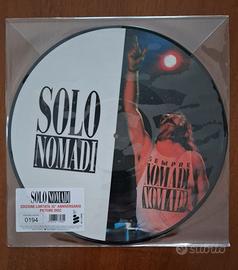 SOLO
NOMADI
SEMPRE
NOMADI
NOMADI
SOLO
NOMADI
EDIZIONE LIMITATA 30° ANNIVERSARIO
PICTURE DISC
0194
subito